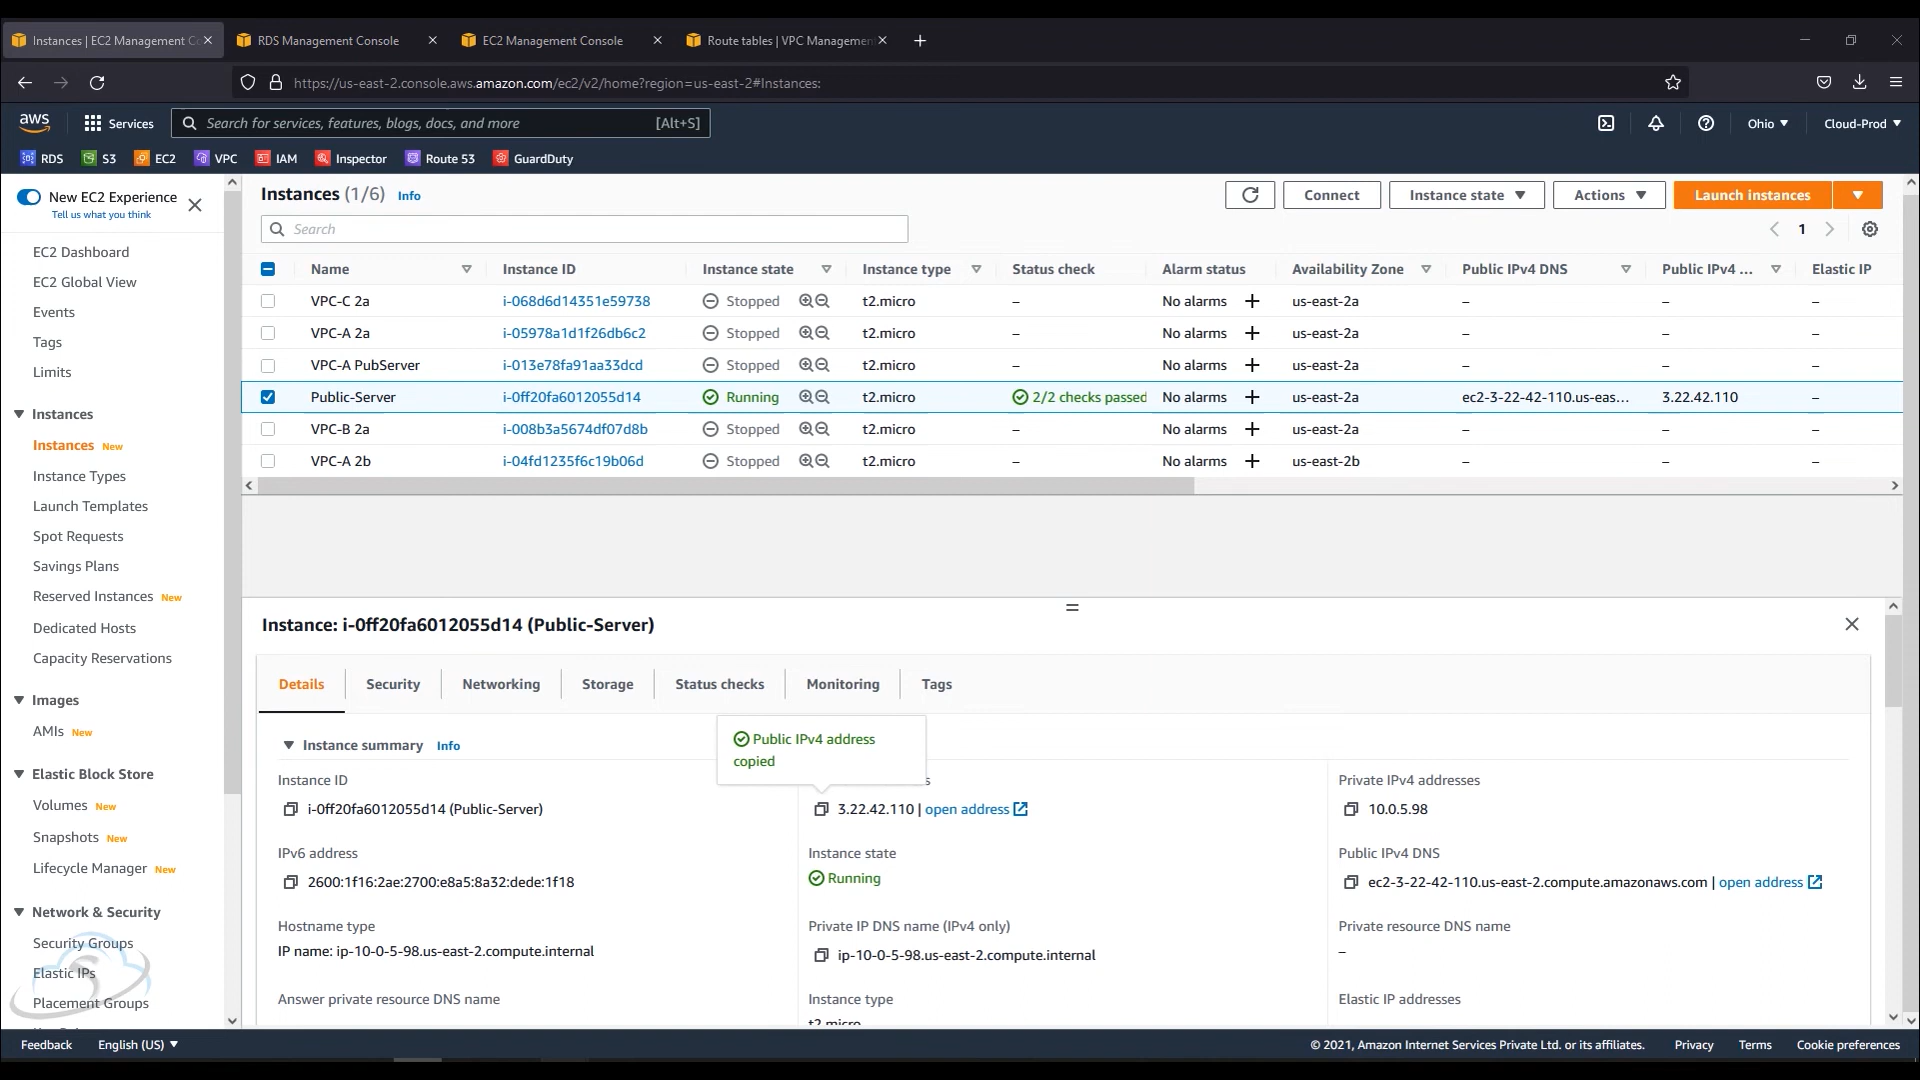 Instances | EC2 Management C
RDS Management Console
EC2 Management Console
Route tables | VPC Managemen
https://us-east-2.console.aws.amazon.com/ec2/v2/home?region=us-east-2#Instances:
aws
Services
Search for services, features, blogs, docs, and more
[Alt+S]
Ohio
Cloud-Prod
RDS
S3
EC2
VPC
IAM
Inspector
Route 53
GuardDuty
New EC2 Experience
Tell us what you think
EC2 Dashboard
EC2 Global View
Events
Tags
Limits
Instances
Instances New
Instance Types
Launch Templates
Spot Requests
Savings Plans
Reserved Instances New
Dedicated Hosts
Capacity Reservations
Images
AMIs New
Elastic Block Store
Volumes New
Snapshots New
Lifecycle Manager New
Network & Security
Security Groups
Elastic IPs
Placement Groups
Instances (1/6) Info
Connect
Instance state
Actions
Launch instances
Search
1
Name Instance ID Instance state Instance type Status check Alarm status Availability Zone Public IPv4 DNS Public IPv4 ... Elastic IP
VPC-C 2a i-068d6d14351e59738 Stopped t2.micro – No alarms + us-east-2a – – –
VPC-A 2a i-05978a1d1f26db6c2 Stopped t2.micro – No alarms + us-east-2a – – –
VPC-A PubServer i-013e78fa91aa33dcd Stopped t2.micro – No alarms + us-east-2a – – –
Public-Server i-0ff20fa6012055d14 Running t2.micro 2/2 checks passed No alarms + us-east-2a ec2-3-22-42-110.us-eas... 3.22.42.110 –
VPC-B 2a i-008b3a5674df07d8b Stopped t2.micro – No alarms + us-east-2a – – –
VPC-A 2b i-04fd1235f6c19b06d Stopped t2.micro – No alarms + us-east-2b – – –
Instance: i-0ff20fa6012055d14 (Public-Server)
Details
Security
Networking
Storage
Status checks
Monitoring
Tags
Public IPv4 address
copied
Instance summary Info
Instance ID
i-0ff20fa6012055d14 (Public-Server)
3.22.42.110 | open address
Private IPv4 addresses
10.0.5.98
IPv6 address
2600:1f16:2ae:2700:e8a5:8a32:dede:1f18
Instance state
Running
Public IPv4 DNS
ec2-3-22-42-110.us-east-2.compute.amazonaws.com | open address
Hostname type
IP name: ip-10-0-5-98.us-east-2.compute.internal
Private IP DNS name (IPv4 only)
ip-10-0-5-98.us-east-2.compute.internal
Private resource DNS name
–
Answer private resource DNS name
Instance type
t2.micro
Elastic IP addresses
Feedback
English (US)
© 2021, Amazon Internet Services Private Ltd. or its affiliates.
Privacy
Terms
Cookie preferences